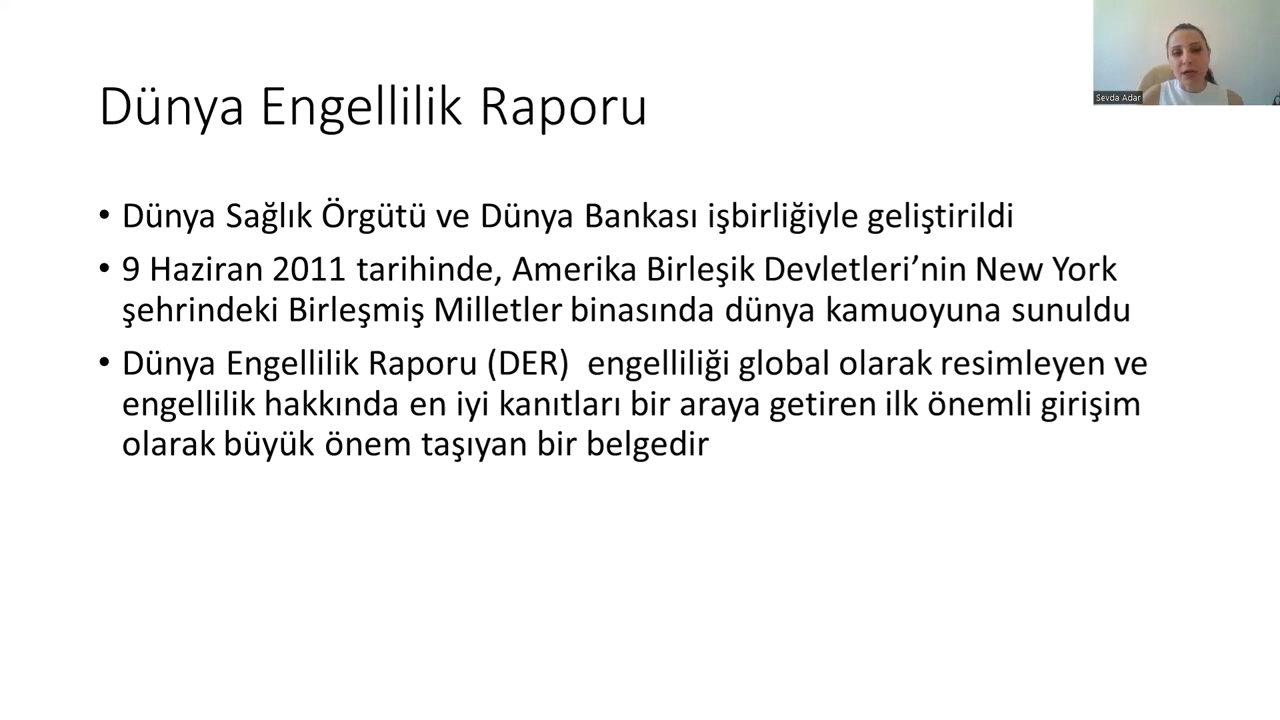 Dünya Engellilik Raporu
Sevda Adar
• Dünya Sağlık Örgütü ve Dünya Bankası işbirliğiyle geliştirildi
• 9 Haziran 2011 tarihinde, Amerika Birleşik Devletleri’nin New York
şehrindeki Birleşmiş Milletler binasında dünya kamuoyuna sunuldu
• Dünya Engellilik Raporu (DER)  engelliliği global olarak resimleyen ve
engellilik hakkında en iyi kanıtları bir araya getiren ilk önemli girişim
olarak büyük önem taşıyan bir belgedir